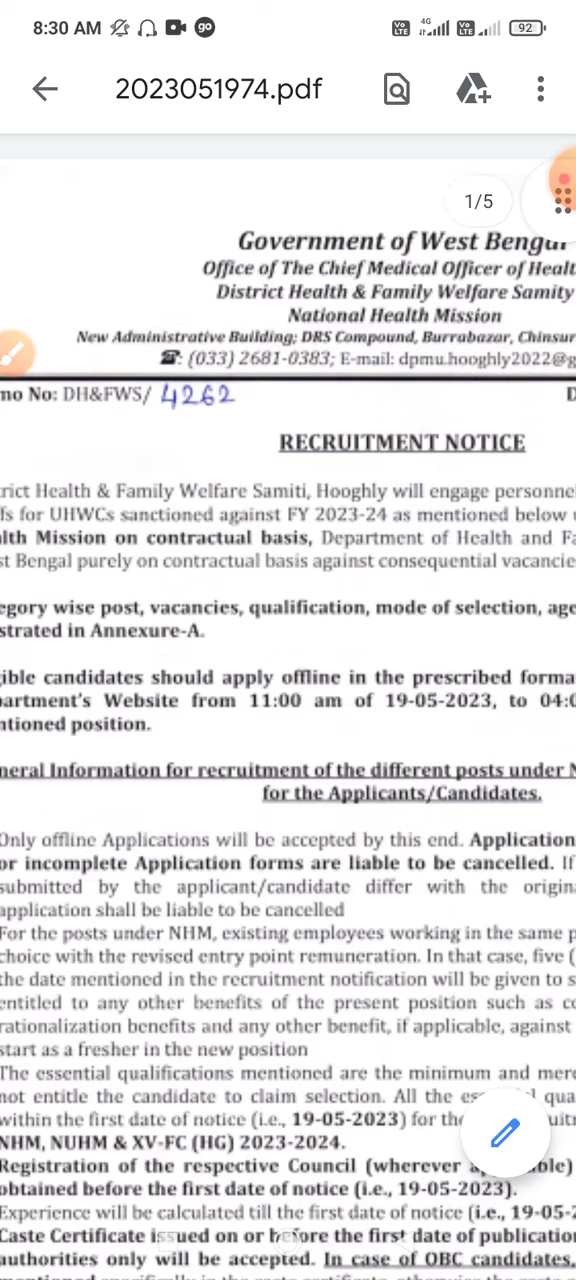 8:30 AM go Vo LTE 4G Vo LTE 92
2023051974.pdf
1/5
Government of West Bengal
Office of The Chief Medical Officer of Healt
District Health & Family Welfare Samity
National Health Mission
New Administrative Building; DRS Compound, Burrabazar, Chinsur
☎: (033) 2681-0383; E-mail: dpmu.hooghly2022@g
mo No: DH&FWS/ 4262 D
RECRUITMENT NOTICE
rict Health & Family Welfare Samiti, Hooghly will engage personne
fs for UHWCs sanctioned against FY 2023-24 as mentioned below
lth Mission on contractual basis, Department of Health and Fa
st Bengal purely on contractual basis against consequential vacancie
egory wise post, vacancies, qualification, mode of selection, age
strated in Annexure-A.
gible candidates should apply offline in the prescribed forma
partment's Website from 11:00 am of 19-05-2023, to 04:0
ntioned position.
neral Information for recruitment of the different posts under N
for the Applicants/Candidates.
Only offline Applications will be accepted by this end. Application
or incomplete Application forms are liable to be cancelled. If
submitted by the applicant/candidate differ with the origina
application shall be liable to be cancelled
For the posts under NHM, existing employees working in the same p
choice with the revised entry point remuneration. In that case, five (
the date mentioned in the recruitment notification will be given to s
entitled to any other benefits of the present position such as co
rationalization benefits and any other benefit, if applicable, against
start as a fresher in the new position
The essential qualifications mentioned are the minimum and mere
not entitle the candidate to claim selection. All the es qua
within the first date of notice (i.e., 19-05-2023) for the uitm
NHM, NUHM & XV-FC (HG) 2023-2024.
Registration of the respective Council (wherever a ble)
obtained before the first date of notice (i.e., 19-05-2023).
Experience will be calculated till the first date of notice (i.e., 19-05-2
Caste Certificate issued on or before the first date of publication
authorities only will be accepted. In case of OBC candidates,